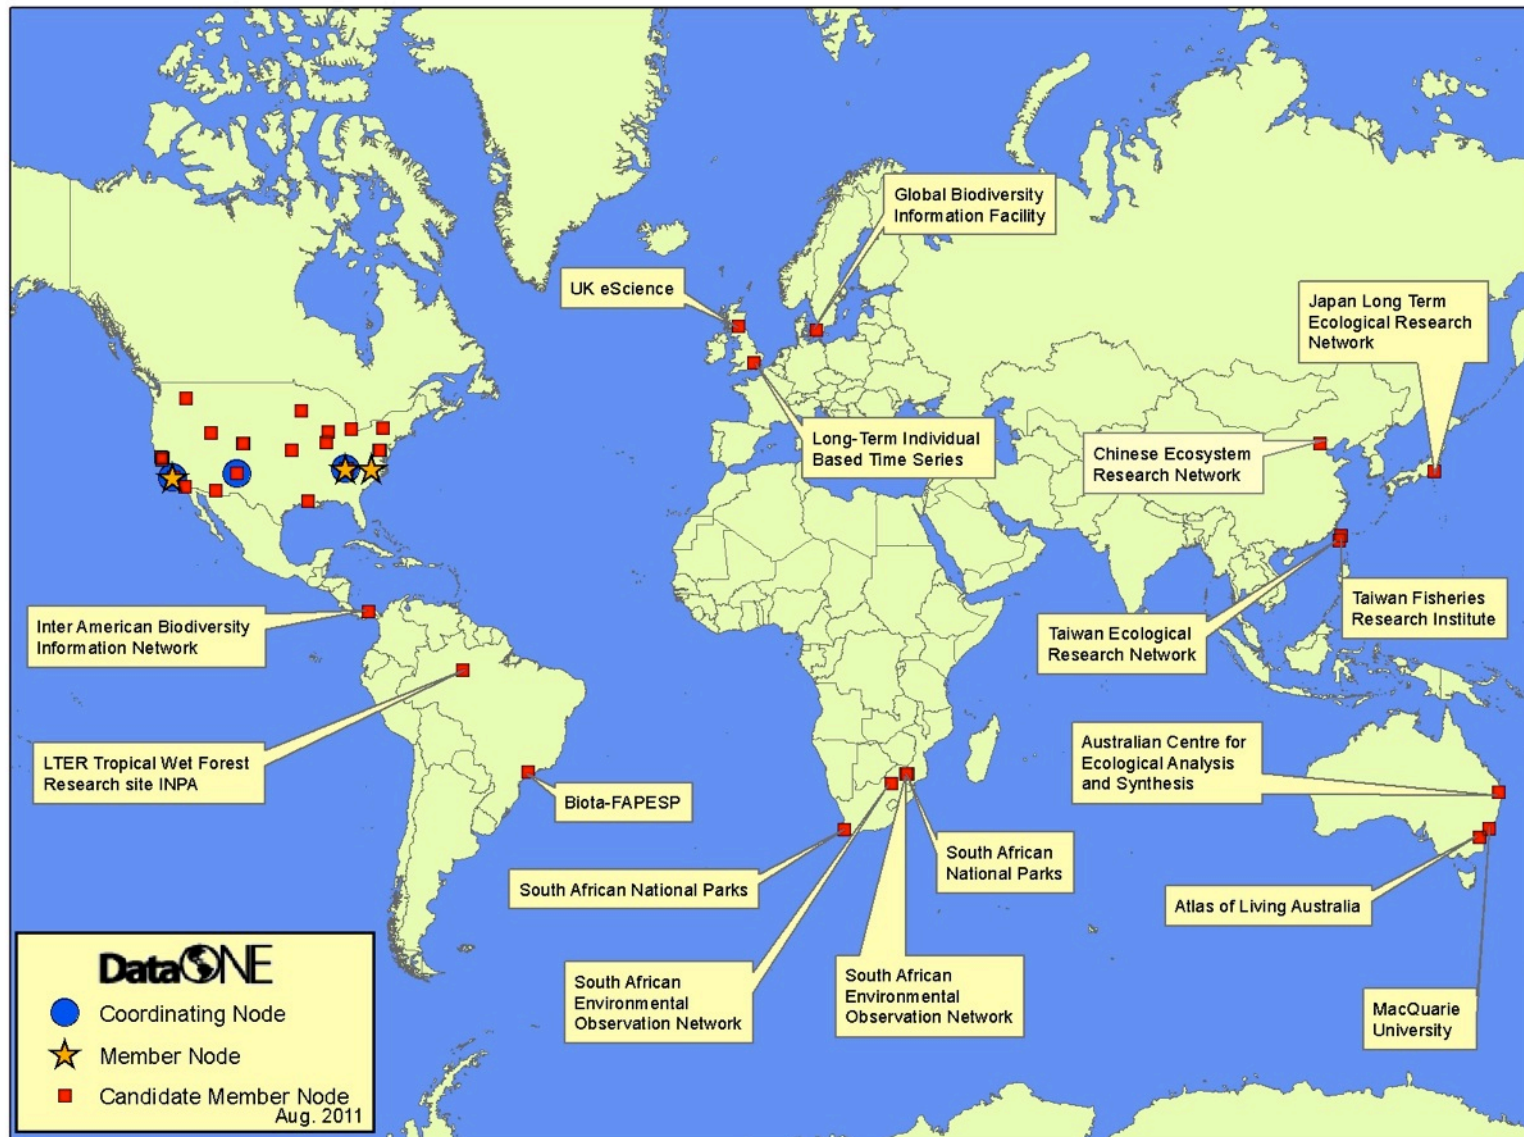 Global Biodiversity
Information Facility
UK eScience
Japan Long Term
Ecological Research
Network
Long-Term Individual
Based Time Series
Chinese Ecosystem
Research Network
Inter American Biodiversity
Information Network
Taiwan Ecological
Research Network
Taiwan Fisheries
Research Institute
LTER Tropical Wet Forest
Research site INPA
Biota-FAPESP
Australian Centre for
Ecological Analysis
and Synthesis
South African National Parks
South African
National Parks
Atlas of Living Australia
South African
Environmental
Observation Network
South African
Environmental
Observation Network
MacQuarie
University
DataONE
Coordinating Node
Member Node
Candidate Member Node
Aug. 2011